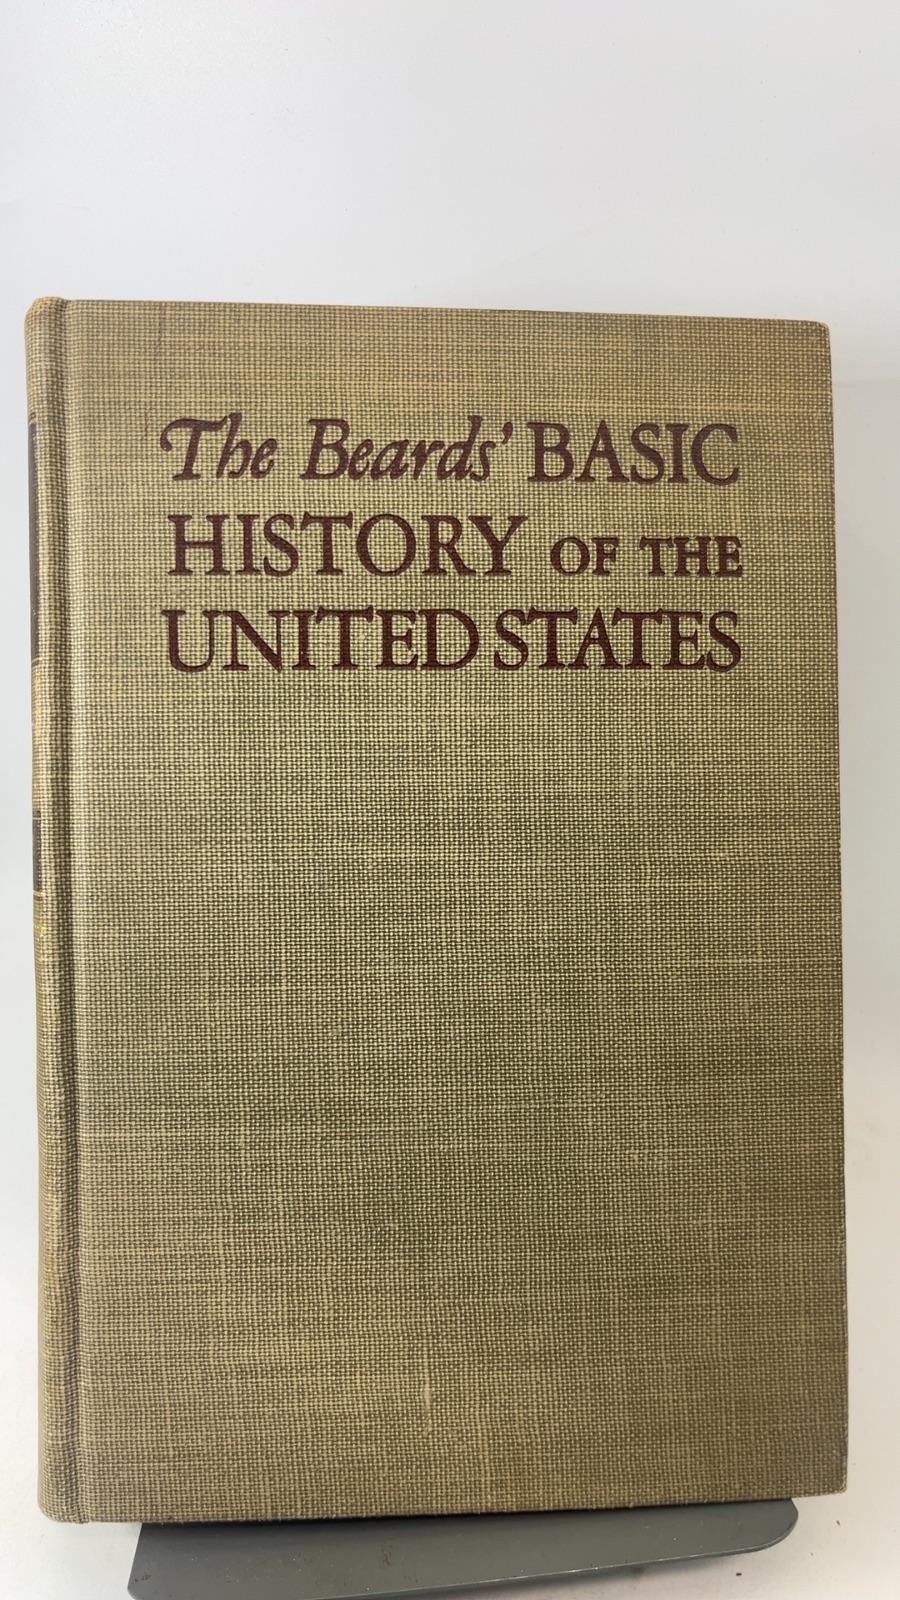 The Beards' BASIC
HISTORY OF THE
UNITED STATES